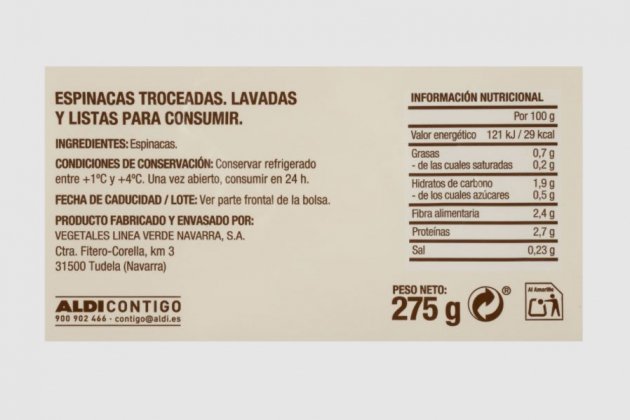 ESPINACAS TROCEADAS. LAVADAS
Y LISTAS PARA CONSUMIR.
INGREDIENTES: Espinacas.
CONDICIONES DE CONSERVACIÓN: Conservar refrigerado
entre +1ºC y +4ºC. Una vez abierto, consumir en 24 h.
FECHA DE CADUCIDAD / LOTE: Ver parte frontal de la bolsa.
PRODUCTO FABRICADO Y ENVASADO POR:
VEGETALES LINEA VERDE NAVARRA, S.A.
Ctra. Fitero-Corella, km 3
31500 Tudela (Navarra)
ALDI CONTIGO
900 902 466 · contigo@aldi.es
INFORMACIÓN NUTRICIONAL
Por 100 g
Valor energético 121 kJ / 29 kcal
Grasas 0,7 g
- de las cuales saturadas 0,2 g
Hidratos de carbono 1,9 g
- de los cuales azúcares 0,5 g
Fibra alimentaria 2,4 g
Proteínas 2,7 g
Sal 0,23 g
PESO NETO:
275 g
®
Al Amarillo